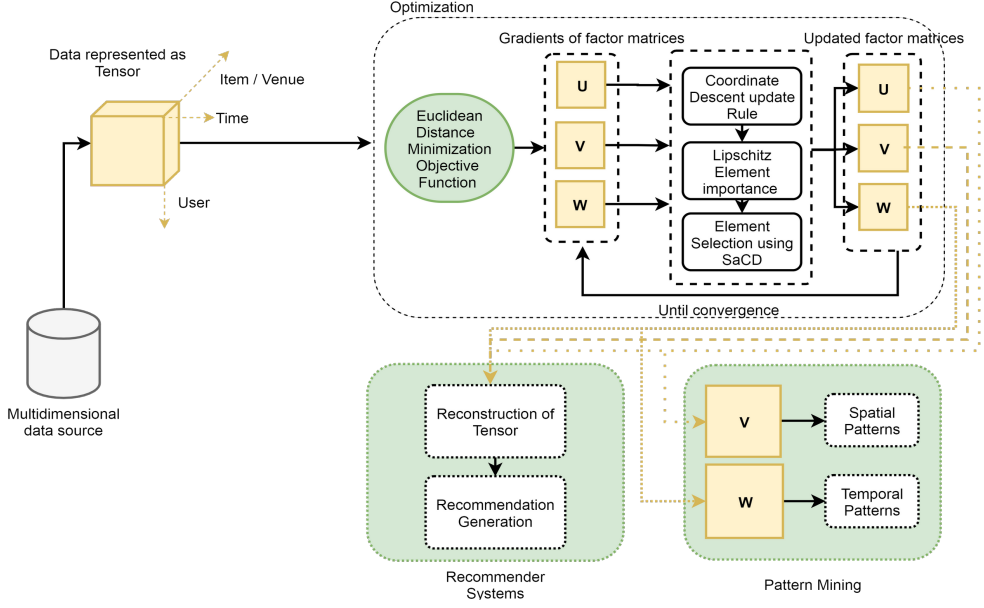 Optimization
Data represented as
Tensor
Item / Venue
Time
User
Multidimensional
data source
Euclidean
Distance
Minimization
Objective
Function
Gradients of factor matrices
U
V
W
Coordinate
Descent update
Rule
Lipschitz
Element
importance
Element
Selection using
SaCD
Updated factor matrices
U
V
W
Until convergence
Reconstruction of
Tensor
Recommendation
Generation
Recommender
Systems
V
Spatial
Patterns
W
Temporal
Patterns
Pattern Mining